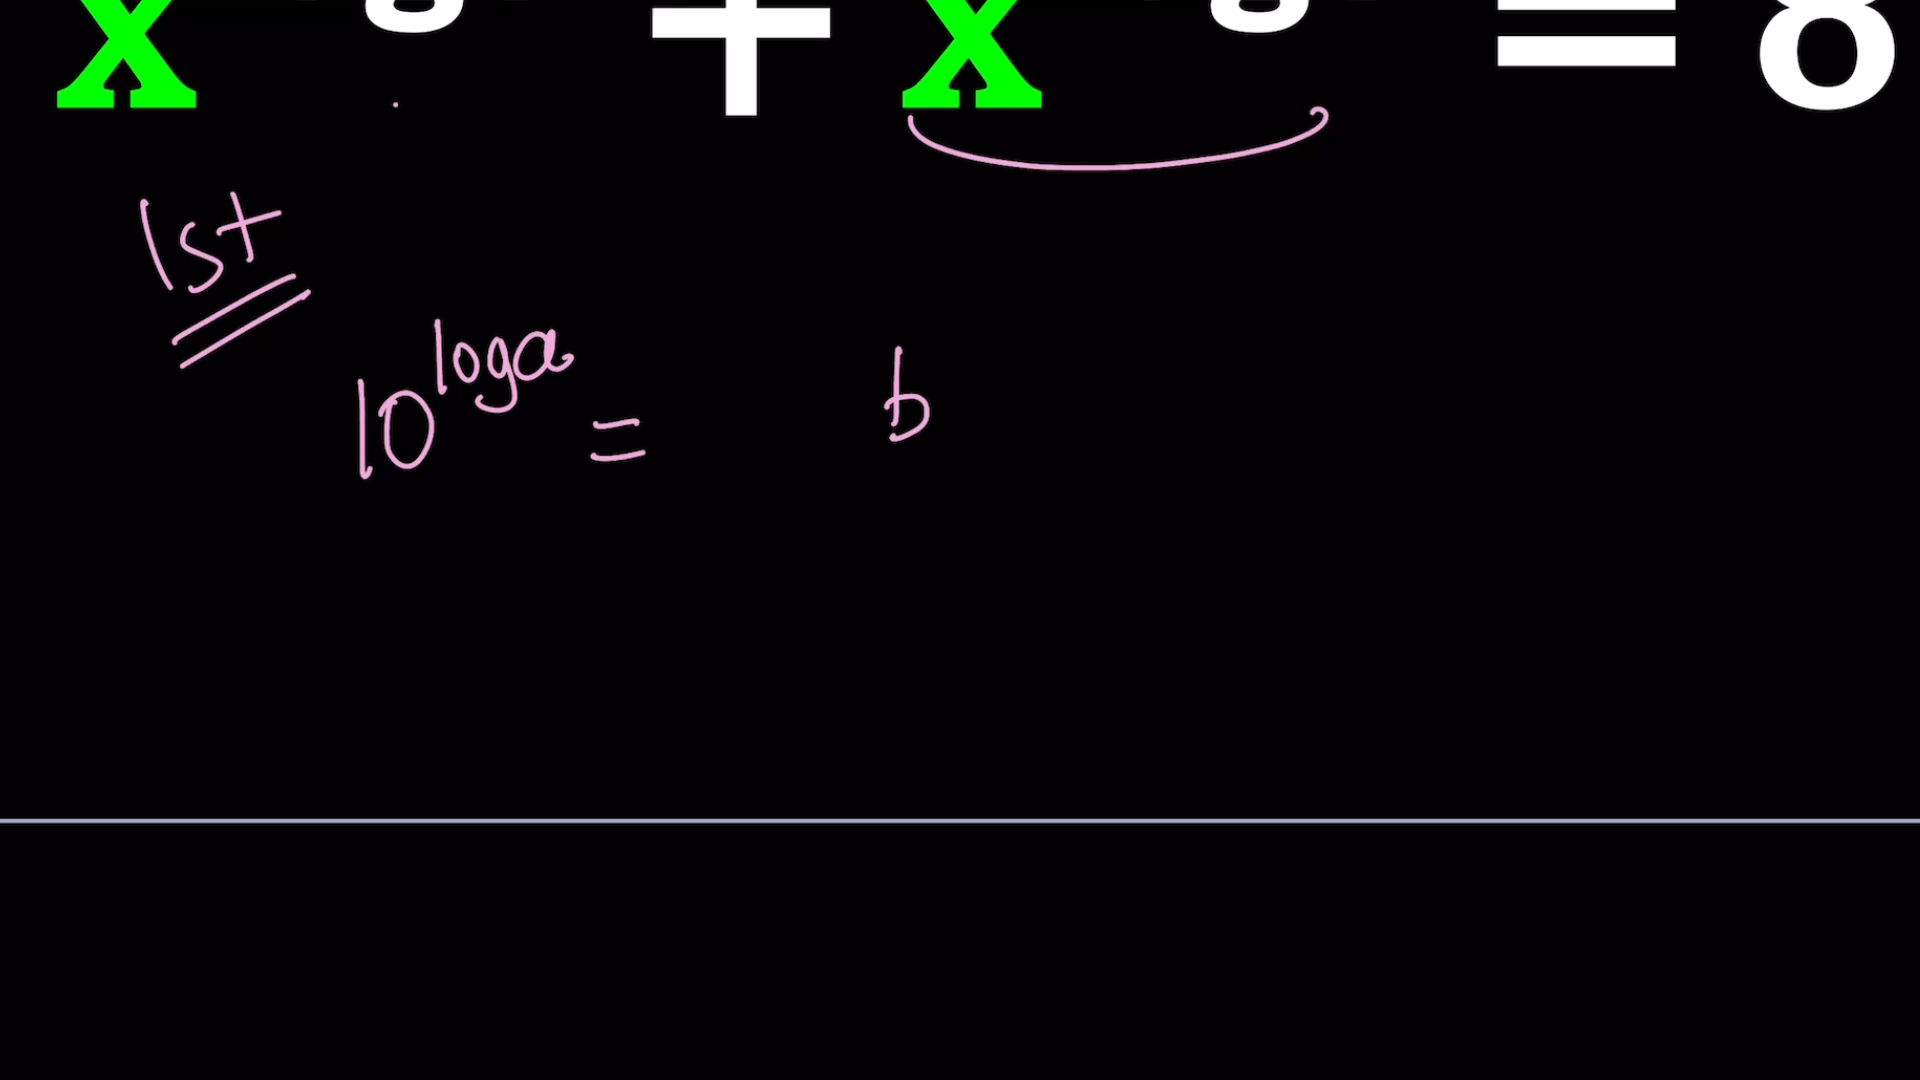 x + x = 8
1st
10^loga = b